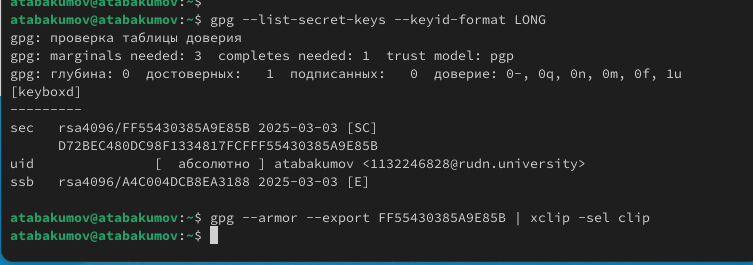 atabakumov@atabakumov:~$
atabakumov@atabakumov:~$ gpg --list-secret-keys --keyid-format LONG
gpg: проверка таблицы доверия
gpg: marginals needed: 3  completes needed: 1  trust model: pgp
gpg: глубина: 0  достоверных:   1  подписанных:   0  доверие: 0-, 0q, 0n, 0m, 0f, 1u
[keyboxd]
---------
sec   rsa4096/FF55430385A9E85B 2025-03-03 [SC]
      D72BEC480DC98F1334817FCFFF55430385A9E85B
uid                 [  абсолютно ] atabakumov <1132246828@rudn.university>
ssb   rsa4096/A4C004DCB8EA3188 2025-03-03 [E]
atabakumov@atabakumov:~$ gpg --armor --export FF55430385A9E85B | xclip -sel clip
atabakumov@atabakumov:~$